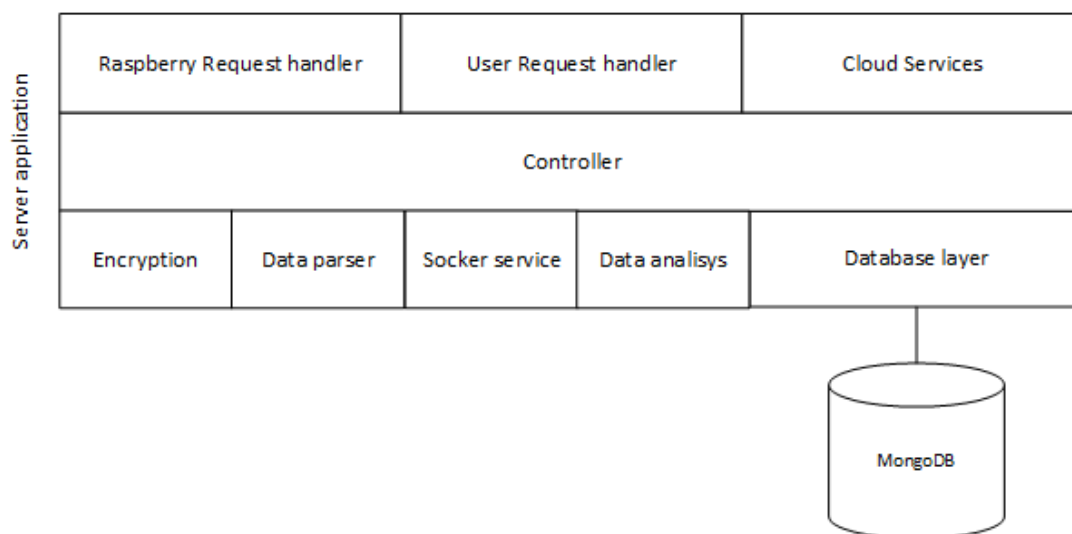 Server application
Raspberry Request handler
User Request handler
Cloud Services
Controller
Encryption
Data parser
Socker service
Data analisys
Database layer
MongoDB